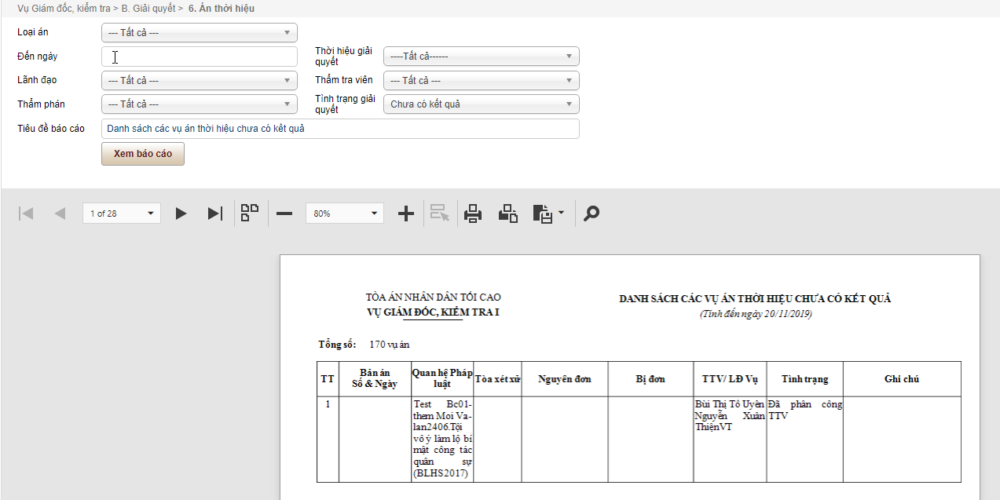 Vụ Giám đốc, kiểm tra > B. Giải quyết > 6. Án thời hiệu
Loại án
--- Tất cả ---
Đến ngày
Thời hiệu giải
quyết
----Tất cả------
Lãnh đạo
--- Tất cả ---
Thẩm tra viên
--- Tất cả ---
Thẩm phán
--- Tất cả ---
Tình trạng giải
quyết
Chưa có kết quả
Tiêu đề báo cáo
Danh sách các vụ án thời hiệu chưa có kết quả
Xem báo cáo
1 of 28
80%
TÒA ÁN NHÂN DÂN TỐI CAO
VỤ GIÁM ĐỐC, KIỂM TRA I
DANH SÁCH CÁC VỤ ÁN THỜI HIỆU CHƯA CÓ KẾT QUẢ
(Tính đến ngày 20/11/2019)
Tổng số: 170 vụ án
TT
Bản án
Số & Ngày
Quan hệ Pháp
luật
Tòa xét xử
Nguyên đơn
Bị đơn
TTV/ LĐ Vụ
Tình trạng
Ghi chú
1
Test Bc01-
them Moi Va-
lan2406.Tội
vô ý làm lộ bí
mật công tác
quân sự
(BLHS2017)
Bùi Thị Tố Uyên
Nguyễn Xuân
ThiệnVT
Đã phân công
TTV